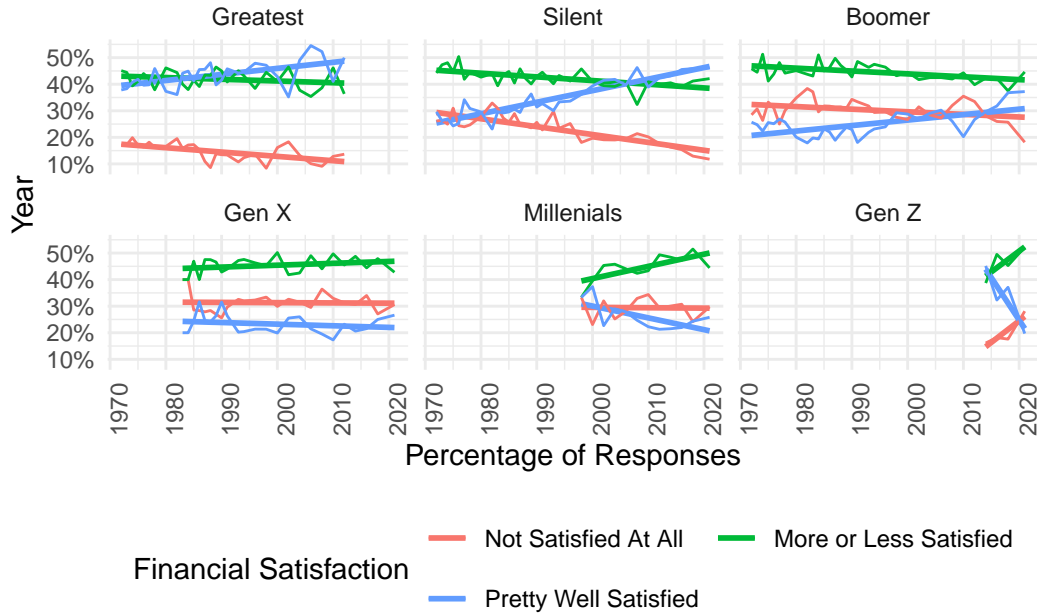 Greatest
Silent
Boomer
50%
40%
30%
20%
10%
Year
Gen X
Millenials
Gen Z
50%
40%
30%
20%
10%
1970
1980
1990
2000
2010
2020
1970
1980
1990
2000
2010
2020
1970
1980
1990
2000
2010
2020
Percentage of Responses
Financial Satisfaction
Not Satisfied At All
More or Less Satisfied
Pretty Well Satisfied